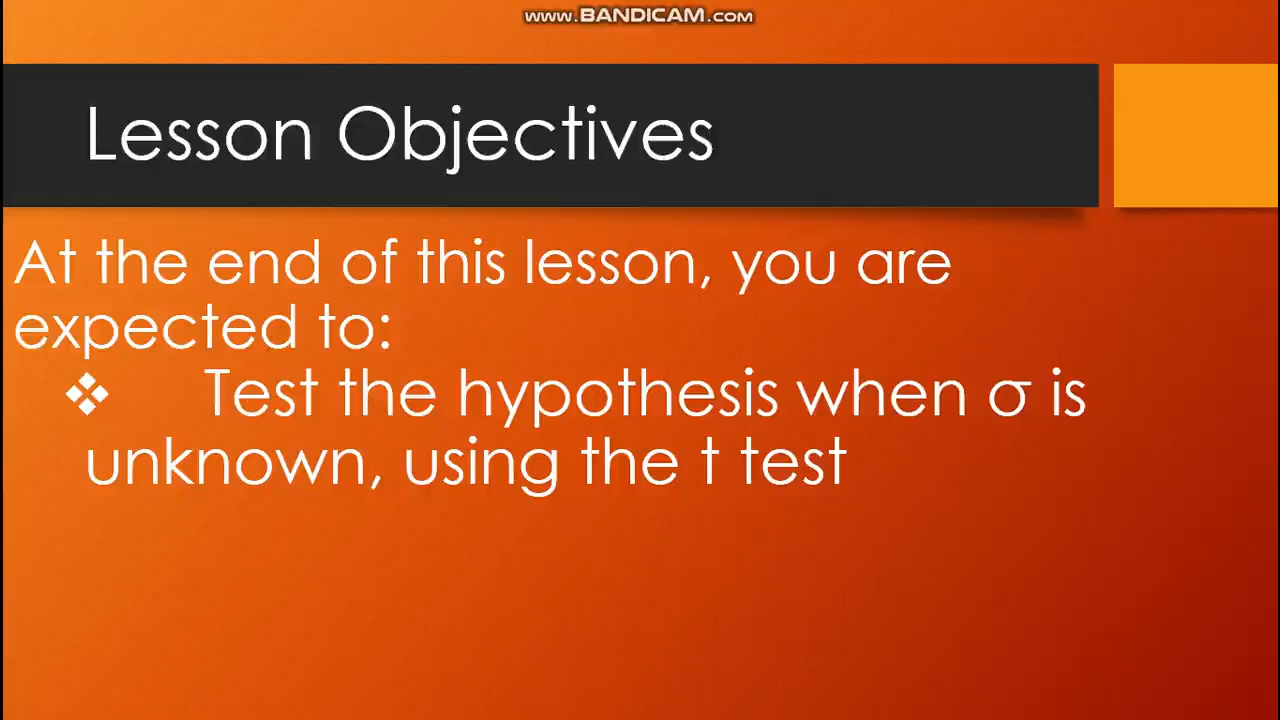 www.BANDICAM.com
Lesson Objectives
At the end of this lesson, you are
expected to:
❖ Test the hypothesis when σ is
unknown, using the t test